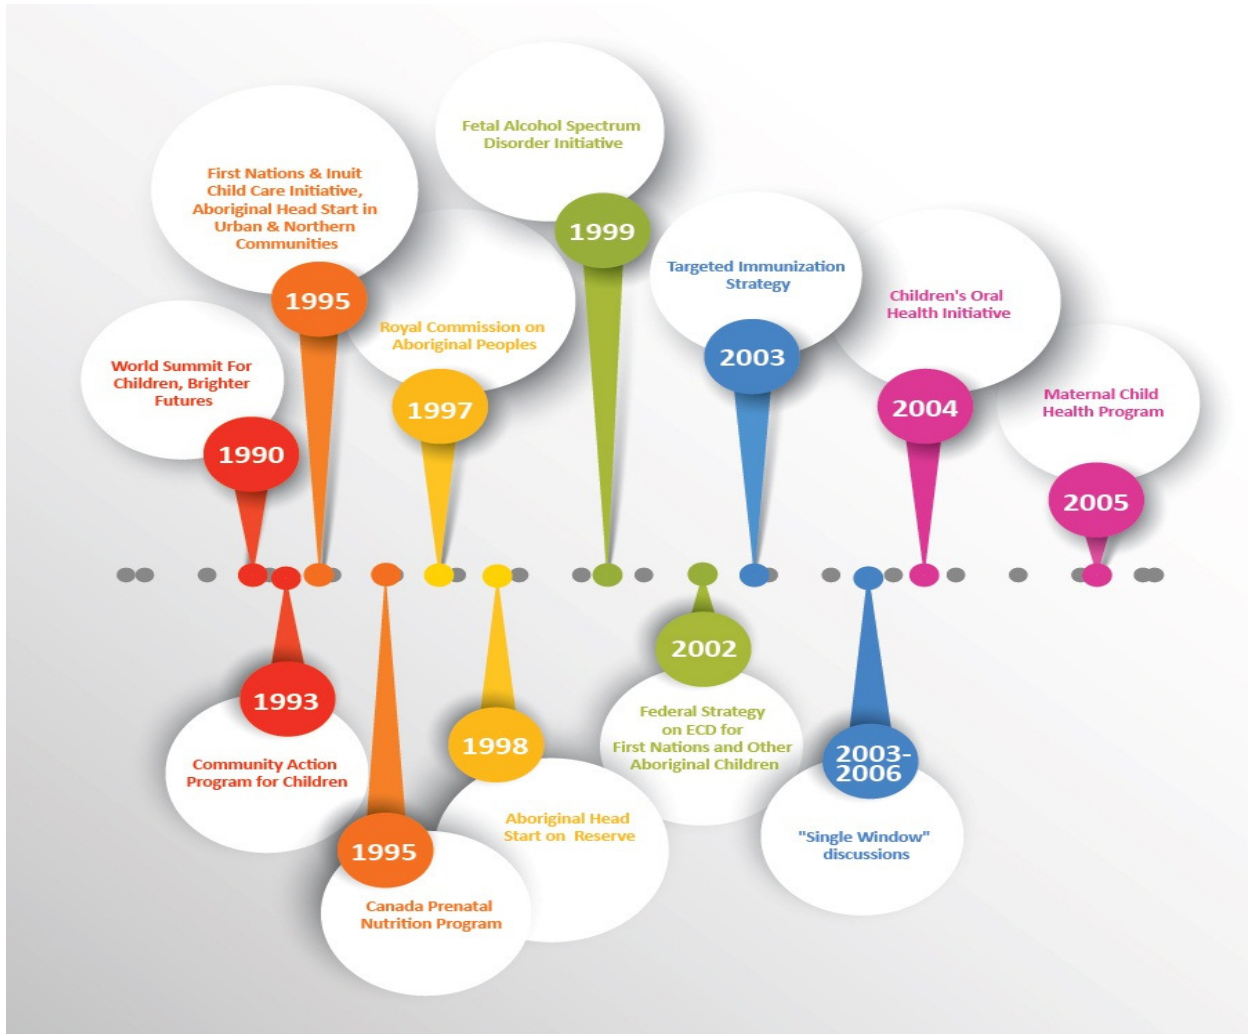 Fetal Alcohol Spectrum
Disorder Initiative
1999
First Nations & Inuit
Child Care Initiative,
Aboriginal Head Start in
Urban & Northern
Communities
1995
Targeted Immunization
Strategy
2003
Children's Oral
Health Initiative
2004
Royal Commission on
Aboriginal Peoples
1997
World Summit For
Children, Brighter
Futures
1990
Maternal Child
Health Program
2005
1993
Community Action
Program for Children
1995
Canada Prenatal
Nutrition Program
1998
Aboriginal Head
Start on Reserve
2002
Federal Strategy
on ECD for
First Nations and Other
Aboriginal Children
2003-
2006
"Single Window"
discussions